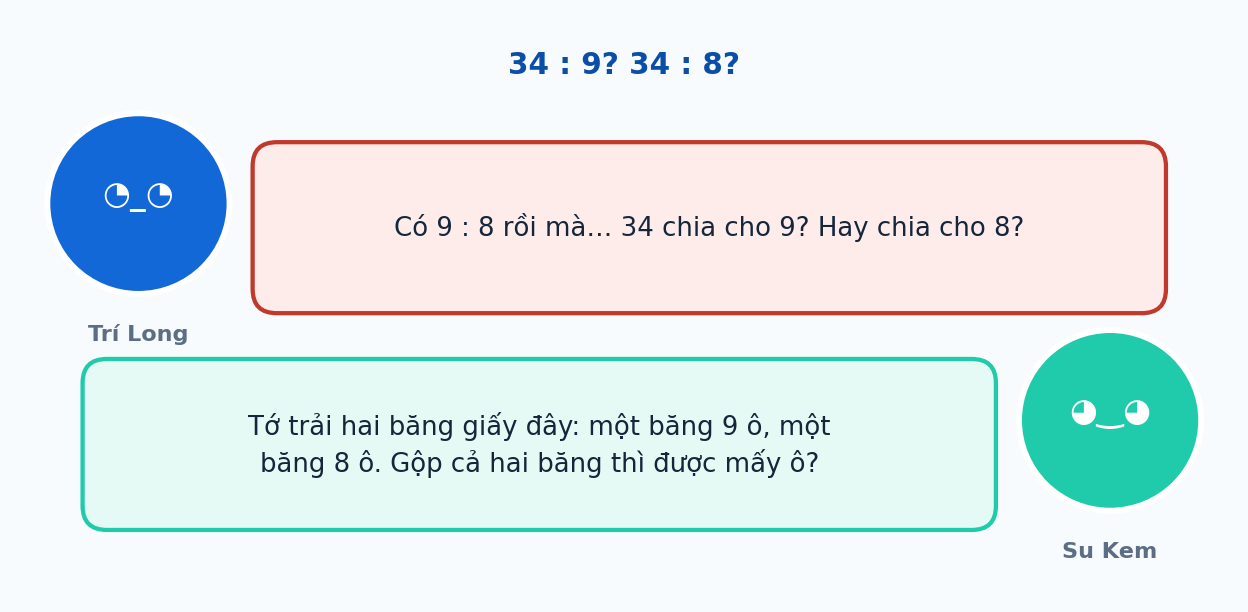 34 : 9? 34 : 8?
Có 9 : 8 rồi mà... 34 chia cho 9? Hay chia cho 8?
Trí Long
Tớ trải hai băng giấy đây: một băng 9 ô, một
băng 8 ô. Gộp cả hai băng thì được mấy ô?
Su Kem